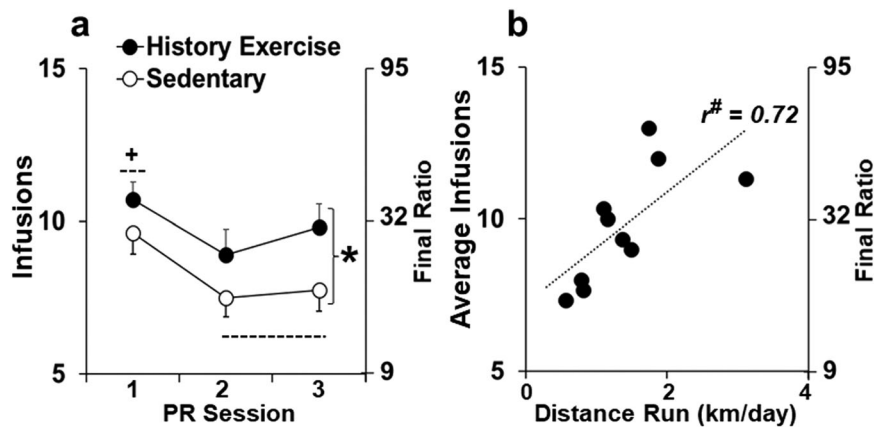 a
History Exercise
Sedentary
15
10
5
Infusions
95
32
9
Final Ratio
+
*
1 2 3
PR Session
b
15
10
5
Average Infusions
r# = 0.72
95
32
9
Final Ratio
0 2 4
Distance Run (km/day)